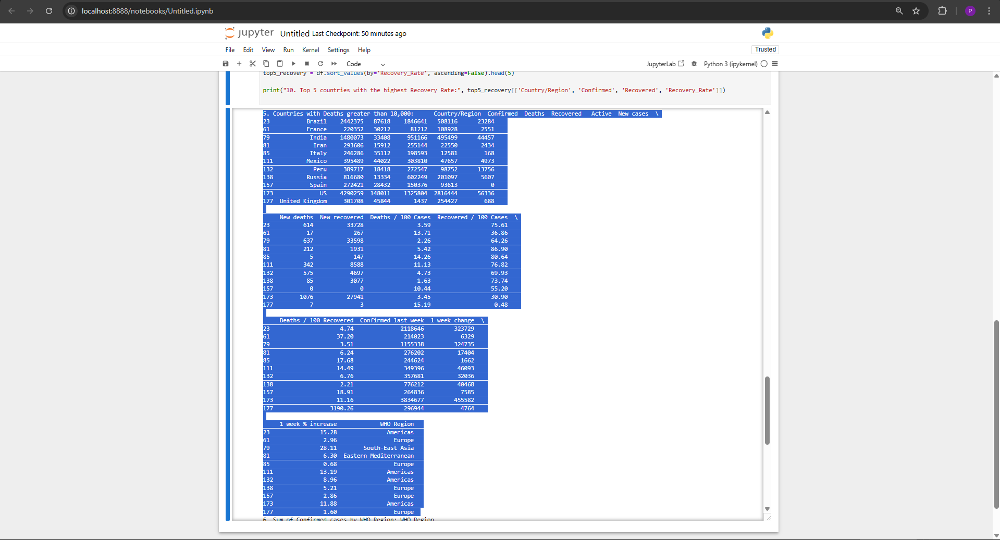 localhost:8888/notebooks/Untitled.ipynb
P
jupyter Untitled Last Checkpoint: 50 minutes ago
File Edit View Run Kernel Settings Help
Trusted
Code
JupyterLab
Python 3 (ipykernel)
top5_recovery = df.sort_values(by='Recovery_Rate', ascending=False).head(5)
print("10. Top 5 countries with the highest Recovery Rate:", top5_recovery[['Country/Region', 'Confirmed', 'Recovered', 'Recovery_Rate']])
5. Countries with Deaths greater than 10,000:      Country/Region  Confirmed  Deaths  Recovered   Active  New cases  \
23 Brazil 2442375 87618 1846641 508116 23284
61 France 220352 30212 81212 108928 2551
79 India 1480073 33408 951166 495499 44457
81 Iran 293606 15912 255144 22550 2434
85 Italy 246286 35112 198593 12581 168
111 Mexico 395489 44022 303810 47657 4973
132 Peru 389717 18418 272547 98752 13756
138 Russia 816680 13334 602249 201097 5607
157 Spain 272421 28432 150376 93613 0
173 US 4290259 148011 1325804 2816444 56336
177 United Kingdom 301708 45844 1437 254427 688
New deaths  New recovered  Deaths / 100 Cases  Recovered / 100 Cases  \
23 614 33728 3.59 75.61
61 17 267 13.71 36.86
79 637 33598 2.26 64.26
81 212 1931 5.42 86.90
85 5 147 14.26 80.64
111 342 8588 11.13 76.82
132 575 4697 4.73 69.93
138 85 3077 1.63 73.74
157 0 0 10.44 55.20
173 1076 27941 3.45 30.90
177 7 3 15.19 0.48
Deaths / 100 Recovered  Confirmed last week  1 week change  \
23 4.74 2118646 323729
61 37.20 214023 6329
79 3.51 1155338 324735
81 6.24 276202 17404
85 17.68 244624 1662
111 14.49 349396 46093
132 6.76 357681 32036
138 2.21 776212 40468
157 18.91 264836 7585
173 11.16 3834677 455582
177 3190.26 296944 4764
1 week % increase WHO Region
23 15.28 Americas
61 2.96 Europe
79 28.11 South-East Asia
81 6.30 Eastern Mediterranean
85 0.68 Europe
111 13.19 Americas
132 8.96 Americas
138 5.21 Europe
157 2.86 Europe
173 11.88 Americas
177 1.60 Europe
6. Sum of Confirmed cases by WHO Region: WHO Region